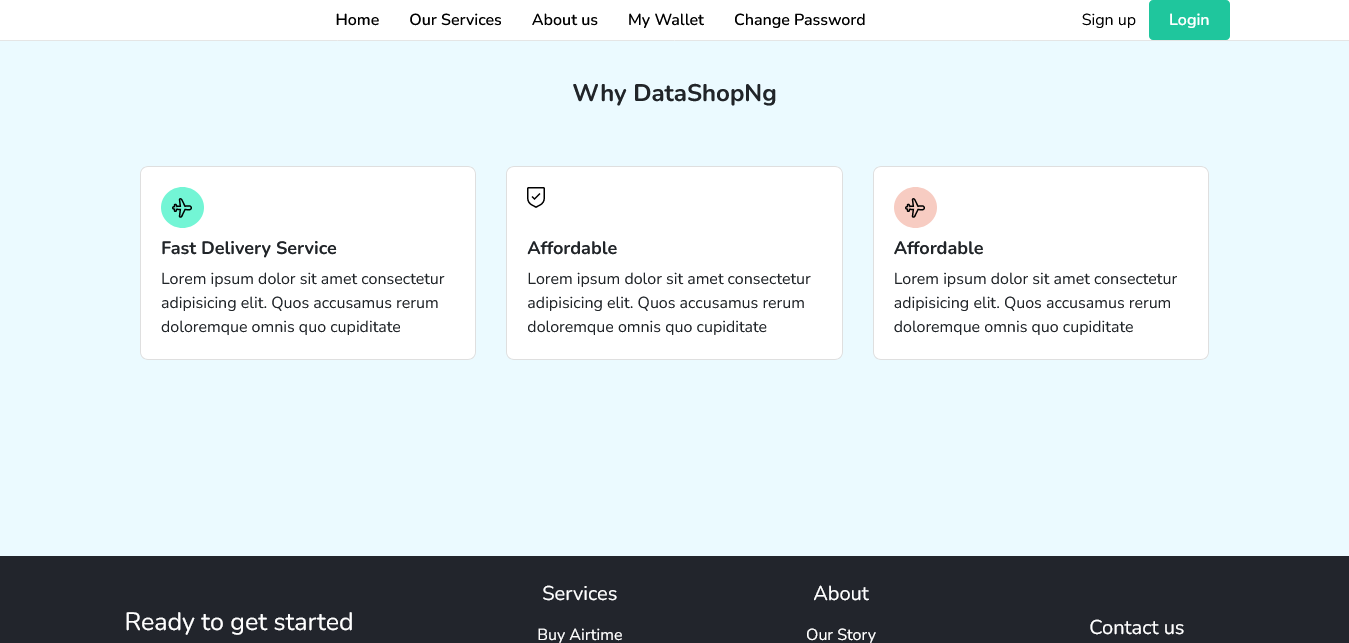 Home Our Services About us My Wallet Change Password Sign up Login
Why DataShopNg
Fast Delivery Service
Lorem ipsum dolor sit amet consectetur
adipisicing elit. Quos accusamus rerum
doloremque omnis quo cupiditate
Affordable
Lorem ipsum dolor sit amet consectetur
adipisicing elit. Quos accusamus rerum
doloremque omnis quo cupiditate
Affordable
Lorem ipsum dolor sit amet consectetur
adipisicing elit. Quos accusamus rerum
doloremque omnis quo cupiditate
Ready to get started
Services
Buy Airtime
About
Our Story
Contact us